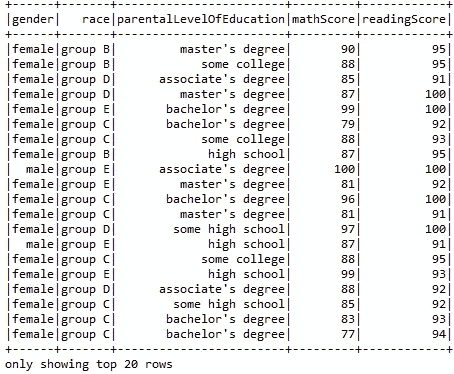 +------+-------+------------------------+---------+------------+
|gender|   race|parentalLevelOfEducation|mathScore|readingScore|
+------+-------+------------------------+---------+------------+
|female|group B|         master's degree|       90|          95|
|female|group B|            some college|       88|          95|
|female|group D|      associate's degree|       85|          91|
|female|group D|         master's degree|       87|         100|
|female|group E|       bachelor's degree|       99|         100|
|female|group C|       bachelor's degree|       79|          92|
|female|group C|            some college|       88|          93|
|female|group B|             high school|       87|          95|
|  male|group E|      associate's degree|      100|         100|
|female|group E|         master's degree|       81|          92|
|female|group C|       bachelor's degree|       96|         100|
|female|group C|         master's degree|       81|          91|
|female|group D|        some high school|       97|         100|
|  male|group E|             high school|       87|          91|
|female|group C|            some college|       88|          95|
|female|group E|             high school|       99|          93|
|female|group D|      associate's degree|       88|          92|
|female|group C|        some high school|       85|          92|
|female|group C|       bachelor's degree|       83|          93|
|female|group C|       bachelor's degree|       77|          94|
+------+-------+------------------------+---------+------------+
only showing top 20 rows